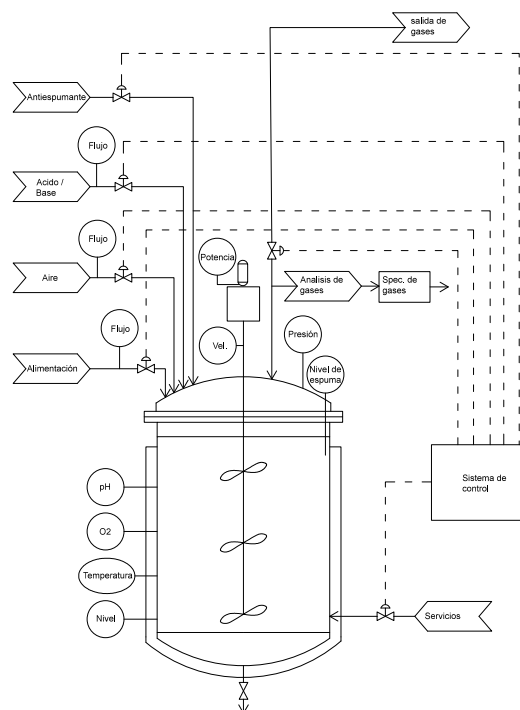 salida de
gases
Antiespumante
Flujo
Acido /
Base
Flujo
Aire
Potencia
Analisis de
gases
Spec. de
gases
Flujo
Alimentación
Vel.
Presión
Nivel de
espuma
pH
O2
Temperatura
Nivel
Sistema de
control
Servicios